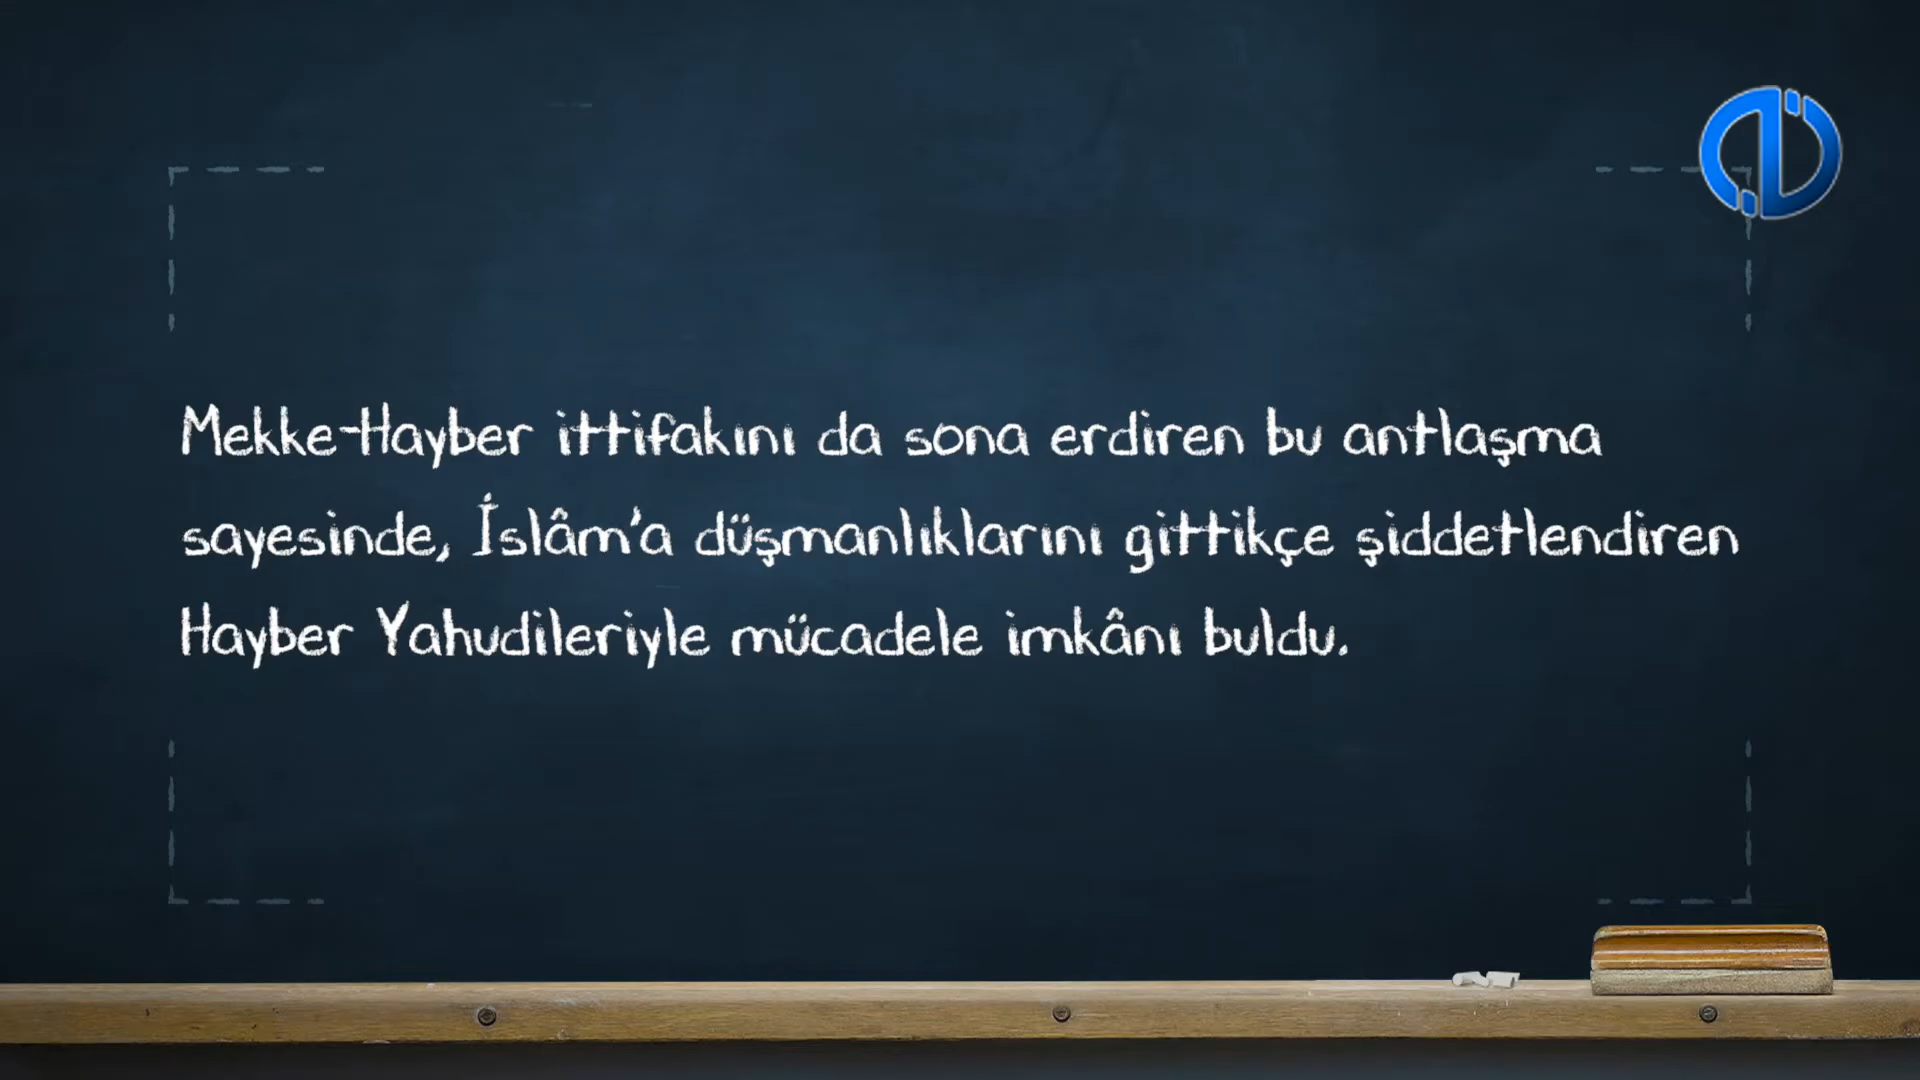 Mekke-Hayber ittifakını da sona erdiren bu antlaşma
sayesinde, İslâm'a düşmanlıklarını gittikçe şiddetlendiren
Hayber Yahudileriyle mücadele imkânı buldu.